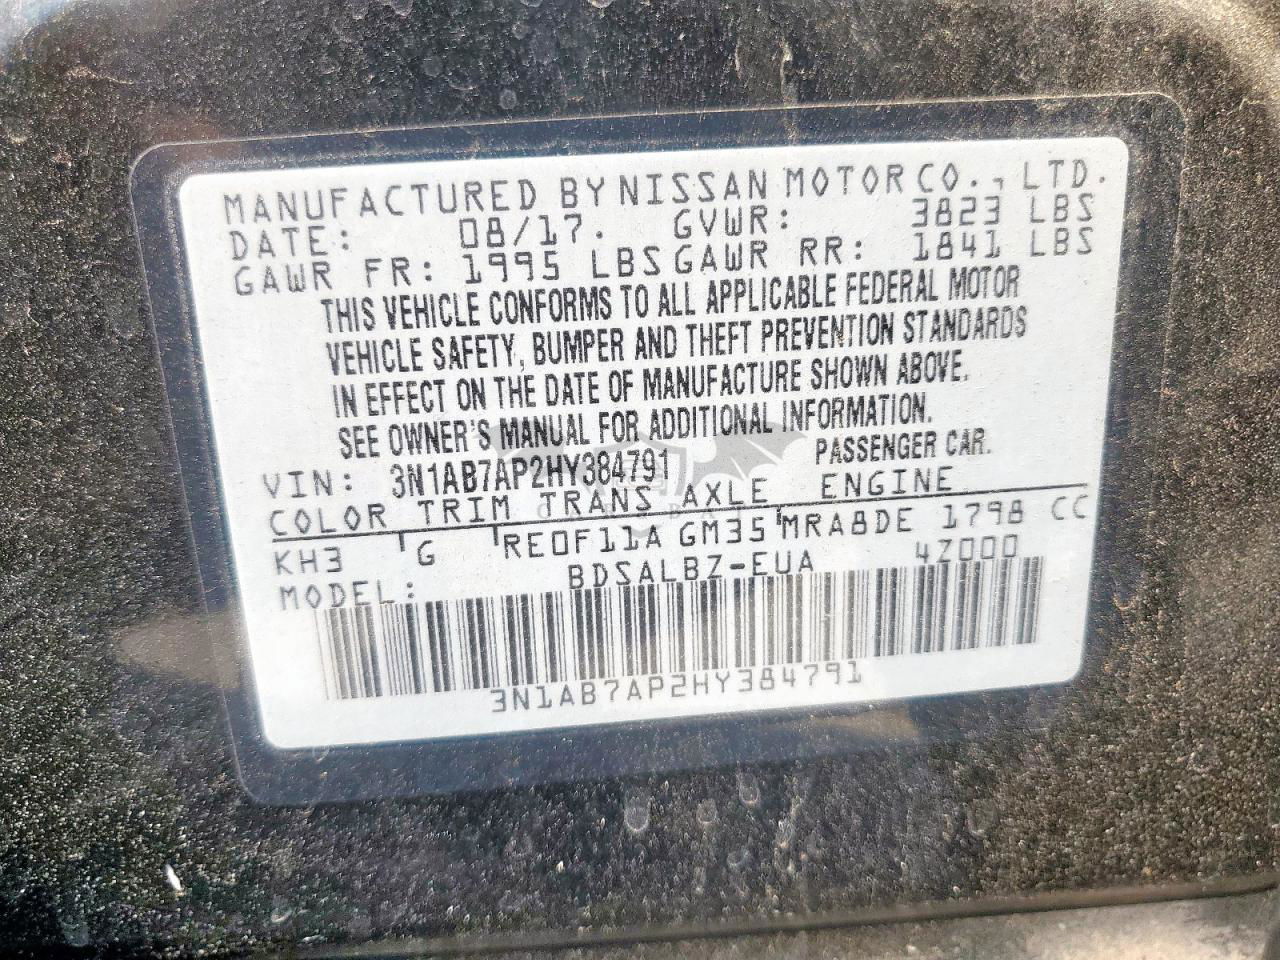 MANUFACTURED BY NISSAN MOTOR CO., LTD.
DATE: 08/17. GVWR: 3823 LBS
GAWR FR: 1995 LBS GAWR RR: 1841 LBS
THIS VEHICLE CONFORMS TO ALL APPLICABLE FEDERAL MOTOR
VEHICLE SAFETY, BUMPER AND THEFT PREVENTION STANDARDS
IN EFFECT ON THE DATE OF MANUFACTURE SHOWN ABOVE.
SEE OWNER'S MANUAL FOR ADDITIONAL INFORMATION.
VIN: 3N1AB7AP2HY384791 PASSENGER CAR.
COLOR TRIM TRANS AXLE ENGINE
KH3 G RE0F11A GM35 MRA8DE 1798 CC
MODEL: BDSALBZ-EUA 4Z000
3N1AB7AP2HY384791